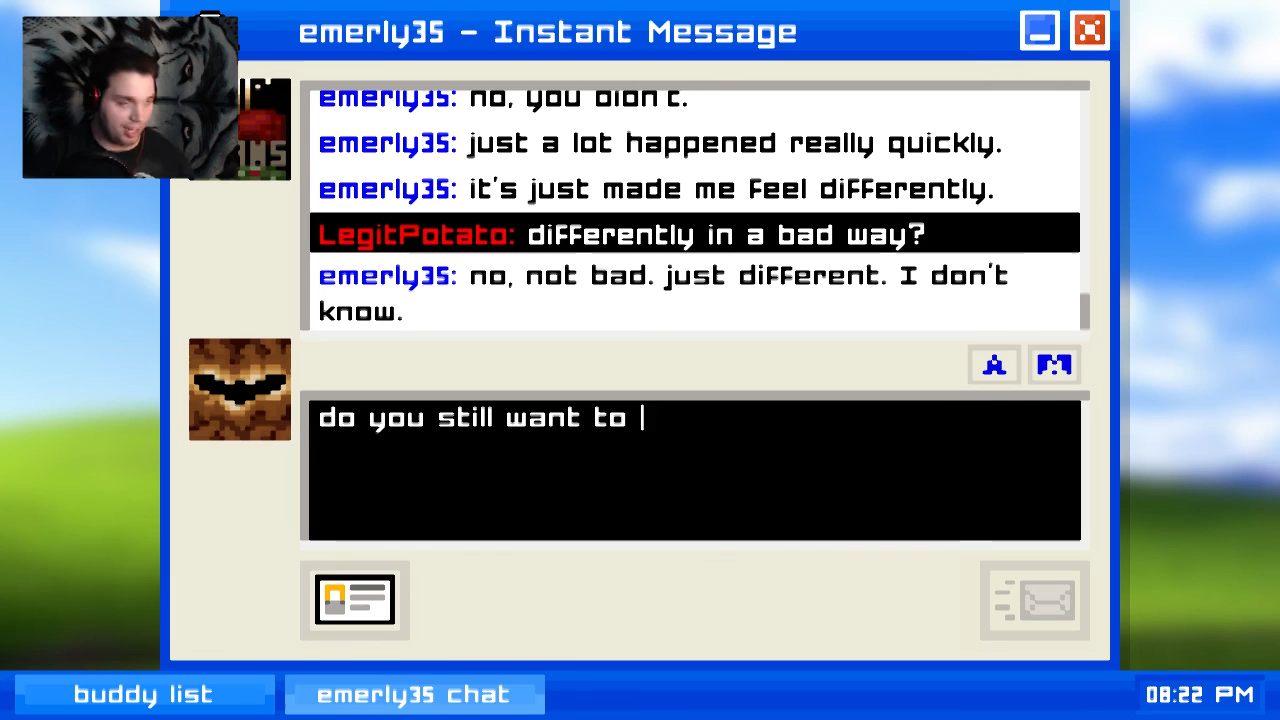 emerly35 - Instant Message
emerly35: no, you didn't.
emerly35: just a lot happened really quickly.
emerly35: it's just made me feel differently.
LegitPotato: differently in a bad way?
emerly35: no, not bad. just different. I don't
know.
A
do you still want to
buddy list
emerly35 chat
08:22 PM